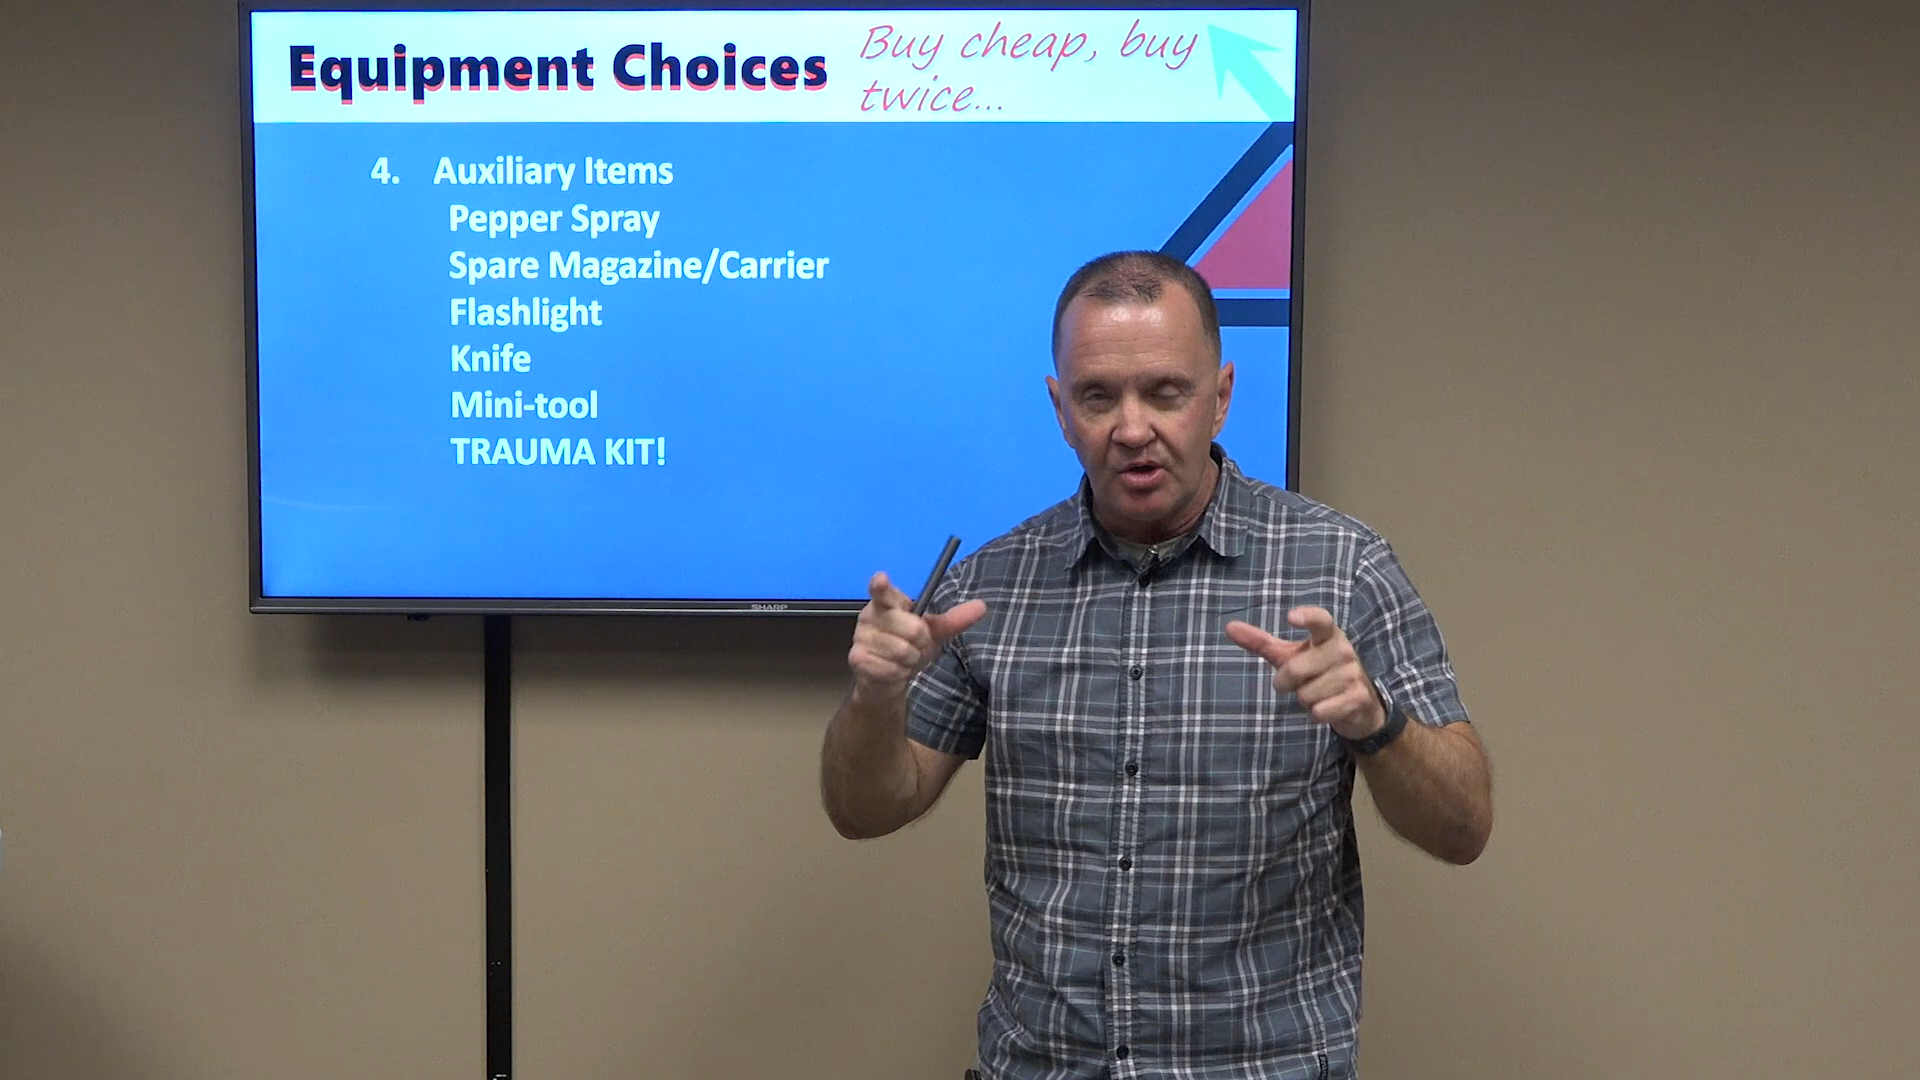 Equipment Choices
Buy cheap, buy
twice...
4. Auxiliary Items
Pepper Spray
Spare Magazine/Carrier
Flashlight
Knife
Mini-tool
TRAUMA KIT!
SHARP